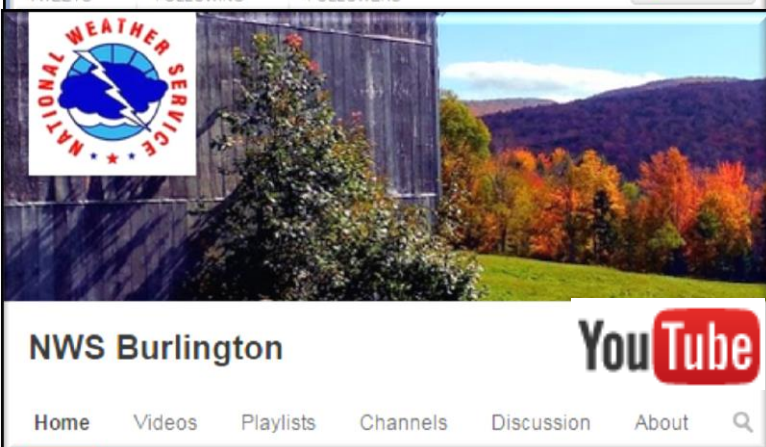 NATIONAL WEATHER SERVICE
NWS Burlington
YouTube
Home Videos Playlists Channels Discussion About